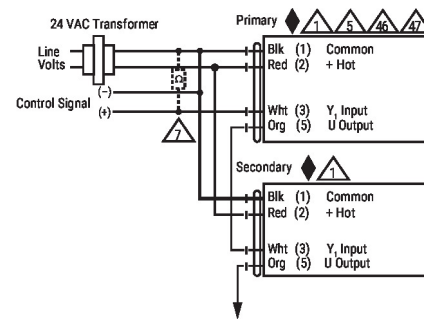 24 VAC Transformer
Primary 1 5 46 47
Line
Volts
Blk (1) Common
Red (2) + Hot
Ω
(–)
Control Signal
(+)
Wht (3) Y1 Input
Org (5) U Output
7
Secondary 1
Blk (1) Common
Red (2) + Hot
Wht (3) Y1 Input
Org (5) U Output